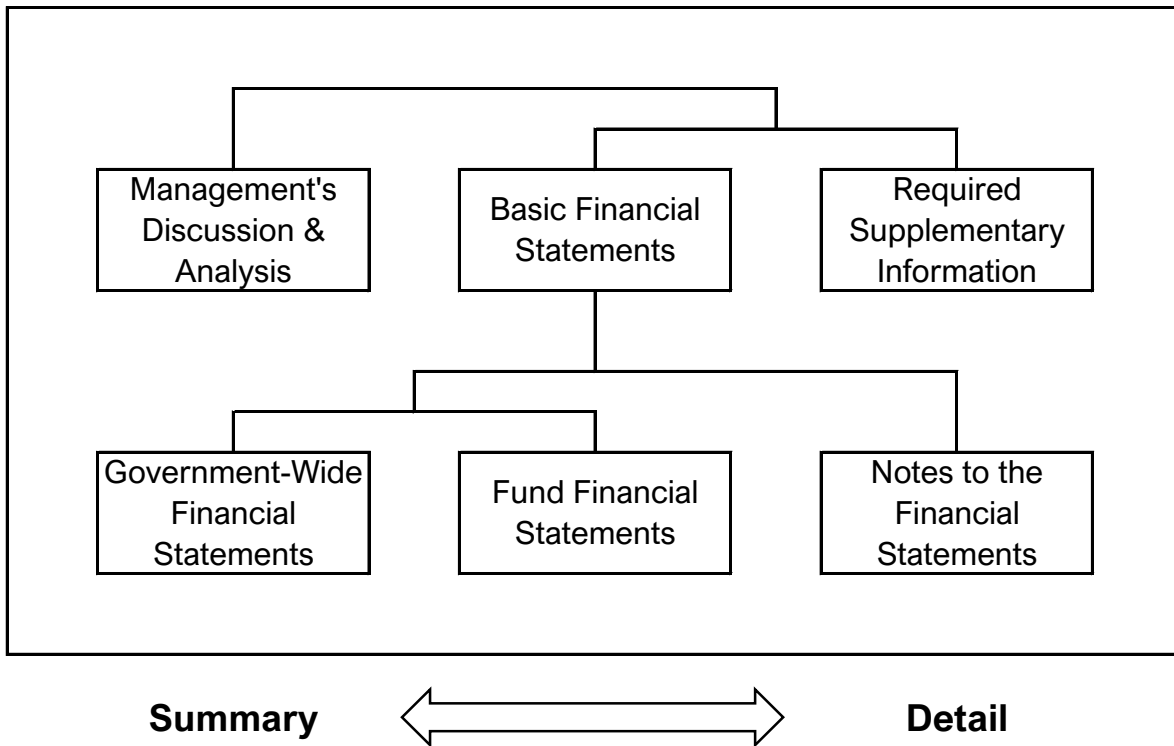 Management's
Discussion &
Analysis
Basic Financial
Statements
Required
Supplementary
Information
Government-Wide
Financial
Statements
Fund Financial
Statements
Notes to the
Financial
Statements
Summary
Detail